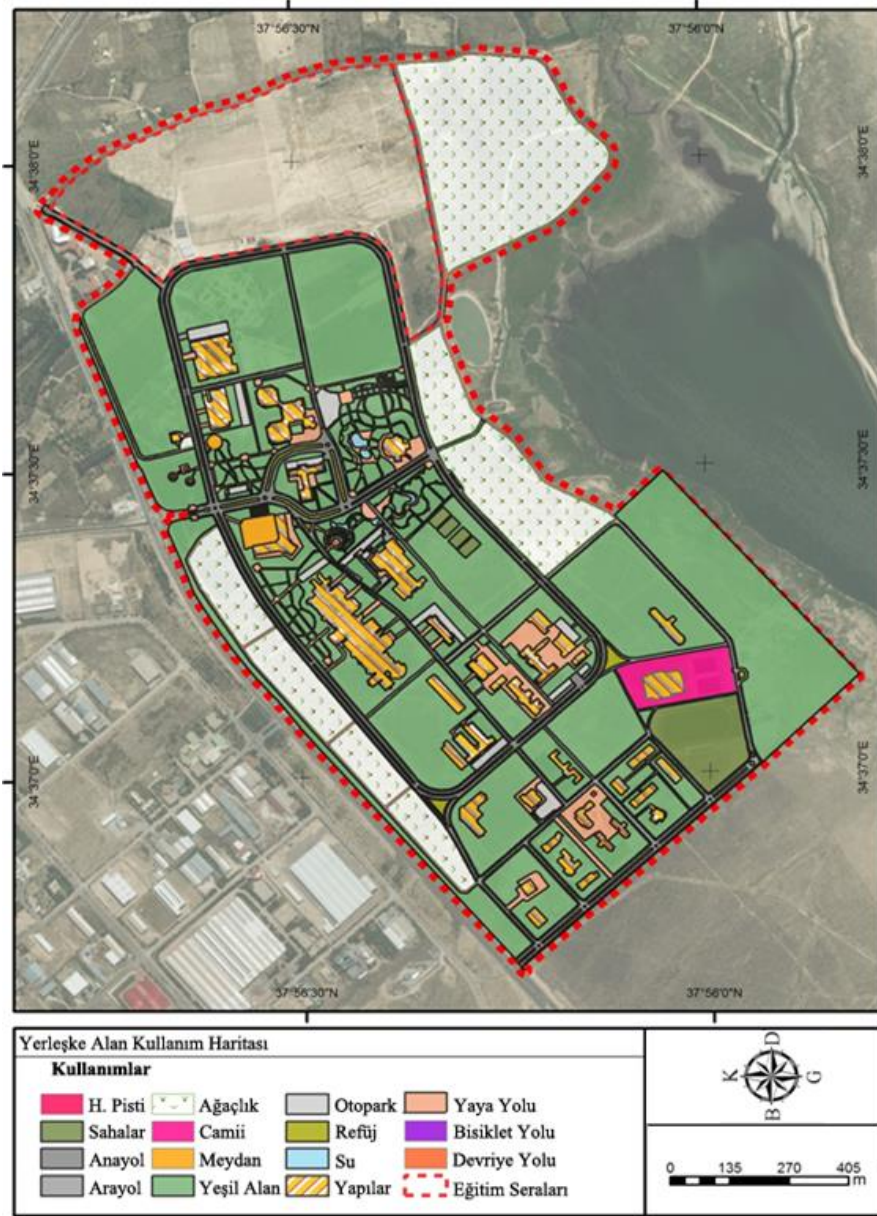 37°56'30"N 37°56'0"N
34°38'0"E 34°38'0"E
34°37'30"E 34°37'30"E
34°37'0"E 34°37'0"E
37°56'30"N 37°56'0"N
Yerleşke Alan Kullanım Haritası
Kullanımlar
H. Pisti Ağaçlık Otopark Yaya Yolu
Sahalar Camii Refüj Bisiklet Yolu
Anayol Meydan Su Devriye Yolu
Arayol Yeşil Alan Yapılar Eğitim Seraları
D
K G
B
0 135 270 405
m